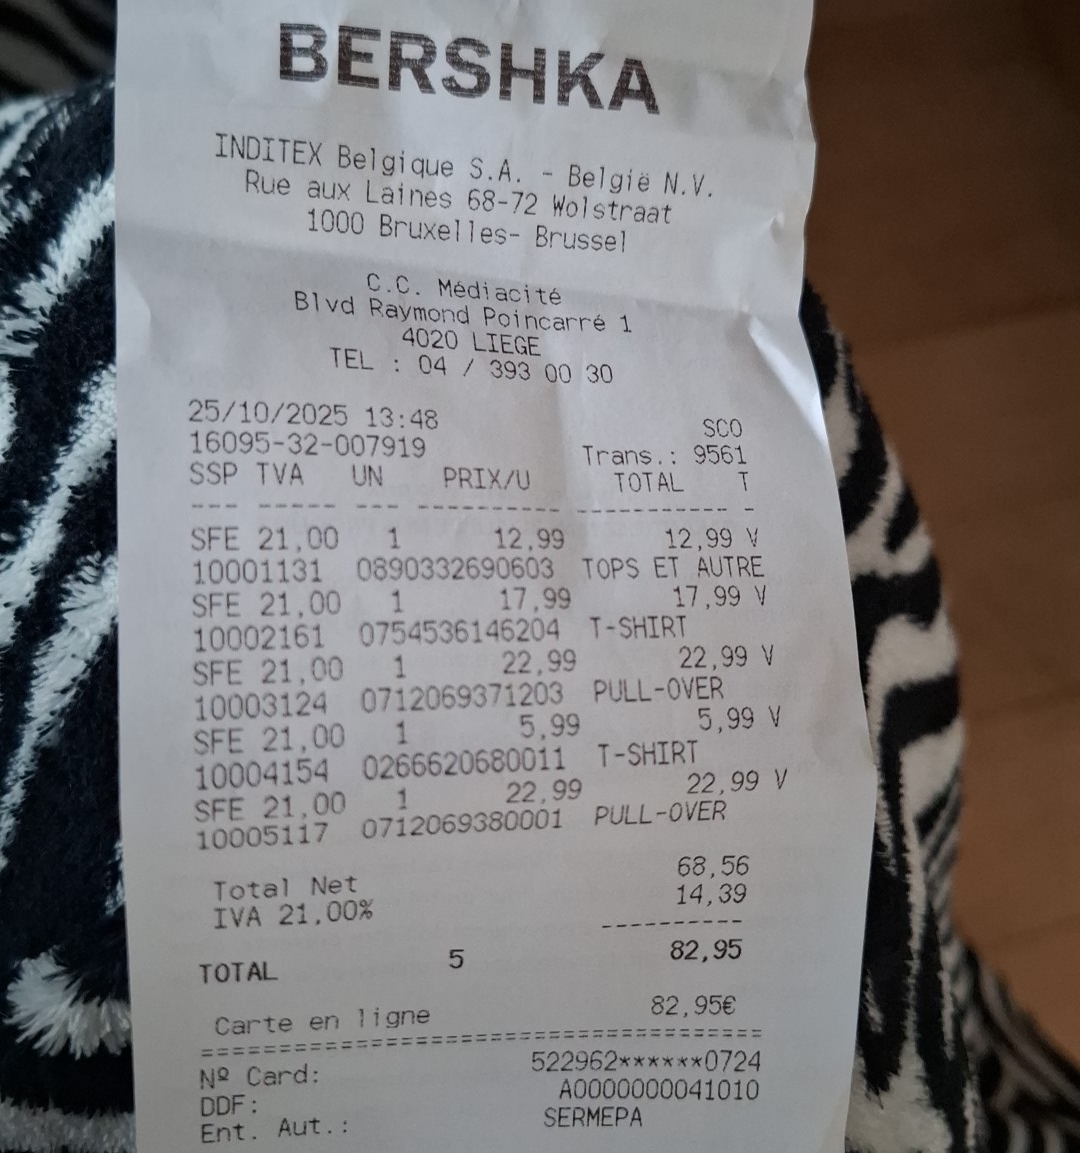 BERSHKA
INDITEX Belgique S.A. - België N.V.
Rue aux Laines 68-72 Wolstraat
1000 Bruxelles- Brussel
C.C. Médiacité
Blvd Raymond Poincarré 1
4020 LIEGE
TEL : 04 / 393 00 30
25/10/2025 13:48 SCO
16095-32-007919 Trans.: 9561
SSP TVA UN PRIX/U TOTAL T
--- ----- --- ---------- ----------- -
SFE 21,00 1 12,99 12,99 V
10001131 0890332690603 TOPS ET AUTRE
SFE 21,00 1 17,99 17,99 V
10002161 0754536146204 T-SHIRT
SFE 21,00 1 22,99 22,99 V
10003124 0712069371203 PULL-OVER
SFE 21,00 1 5,99 5,99 V
10004154 0266620680011 T-SHIRT
SFE 21,00 1 22,99 22,99 V
10005117 0712069380001 PULL-OVER
Total Net 68,56
IVA 21,00% 14,39
----------
TOTAL 5 82,95
Carte en ligne 82,95€
===========================================
Nº Card: 522962******0724
DDF: A0000000041010
Ent. Aut.: SERMEPA